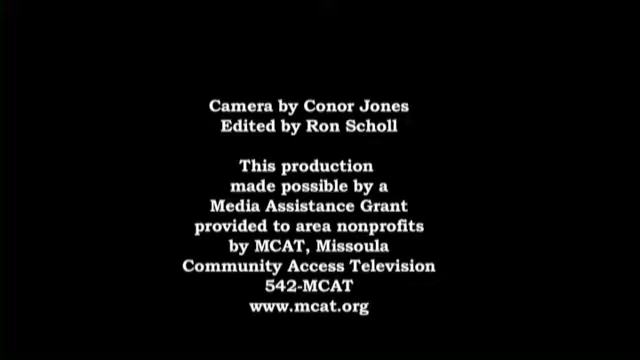 Camera by Conor Jones
Edited by Ron Scholl
This production
made possible by a
Media Assistance Grant
provided to area nonprofits
by MCAT, Missoula
Community Access Television
542-MCAT
www.mcat.org